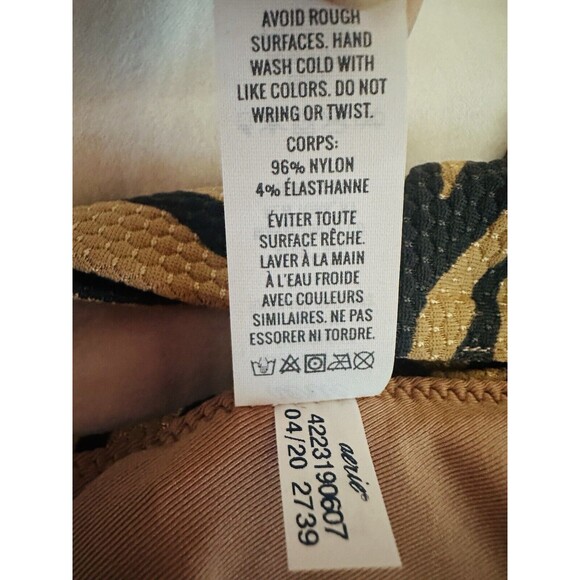 AVOID ROUGH
SURFACES. HAND
WASH COLD WITH
LIKE COLORS. DO NOT
WRING OR TWIST.
CORPS:
96% NYLON
4% ÉLASTHANNE
ÉVITER TOUTE
SURFACE RÊCHE.
LAVER À LA MAIN
À L'EAU FROIDE
AVEC COULEURS
SIMILAIRES. NE PAS
ESSORER NI TORDRE.
aerie®
4223190607
04/20 2739